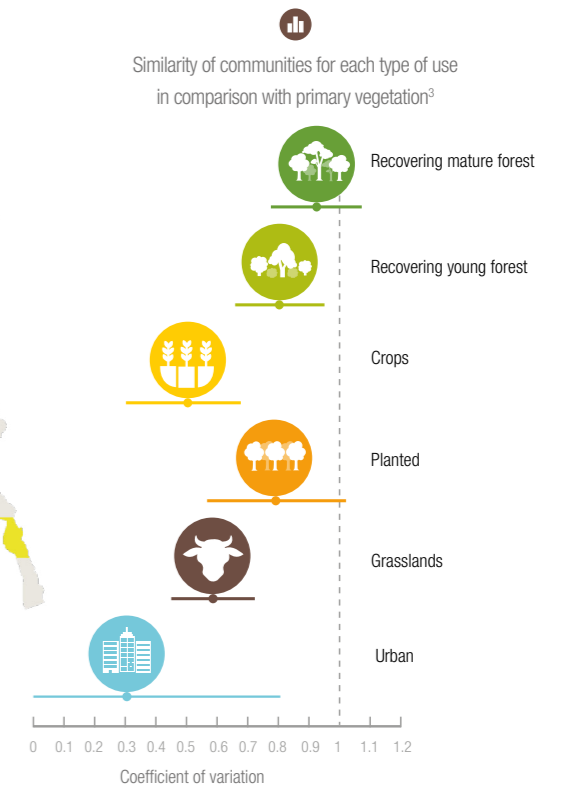 Similarity of communities for each type of use
in comparison with primary vegetation³
Recovering mature forest
Recovering young forest
Crops
Planted
Grasslands
Urban
0 0.1 0.2 0.3 0.4 0.5 0.6 0.7 0.8 0.9 1 1.1 1.2
Coefficient of variation